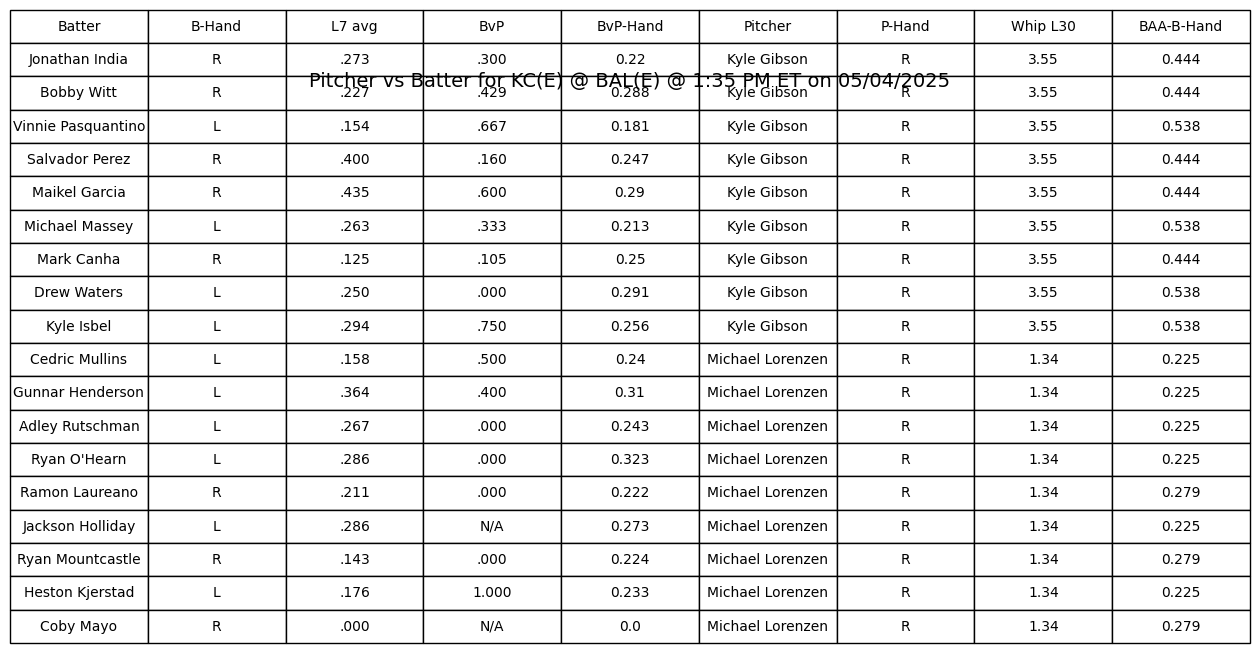 Batter B-Hand L7 avg BvP BvP-Hand Pitcher P-Hand Whip L30 BAA-B-Hand
Jonathan India R .273 .300 0.22 Kyle Gibson R 3.55 0.444
Pitcher vs Batter for KC(E) @ BAL(E) @ 1:35 PM ET on 05/04/2025
Bobby Witt R .227 .429 0.288 Kyle Gibson R 3.55 0.444
Vinnie Pasquantino L .154 .667 0.181 Kyle Gibson R 3.55 0.538
Salvador Perez R .400 .160 0.247 Kyle Gibson R 3.55 0.444
Maikel Garcia R .435 .600 0.29 Kyle Gibson R 3.55 0.444
Michael Massey L .263 .333 0.213 Kyle Gibson R 3.55 0.538
Mark Canha R .125 .105 0.25 Kyle Gibson R 3.55 0.444
Drew Waters L .250 .000 0.291 Kyle Gibson R 3.55 0.538
Kyle Isbel L .294 .750 0.256 Kyle Gibson R 3.55 0.538
Cedric Mullins L .158 .500 0.24 Michael Lorenzen R 1.34 0.225
Gunnar Henderson L .364 .400 0.31 Michael Lorenzen R 1.34 0.225
Adley Rutschman L .267 .000 0.243 Michael Lorenzen R 1.34 0.225
Ryan O'Hearn L .286 .000 0.323 Michael Lorenzen R 1.34 0.225
Ramon Laureano R .211 .000 0.222 Michael Lorenzen R 1.34 0.279
Jackson Holliday L .286 N/A 0.273 Michael Lorenzen R 1.34 0.225
Ryan Mountcastle R .143 .000 0.224 Michael Lorenzen R 1.34 0.279
Heston Kjerstad L .176 1.000 0.233 Michael Lorenzen R 1.34 0.225
Coby Mayo R .000 N/A 0.0 Michael Lorenzen R 1.34 0.279